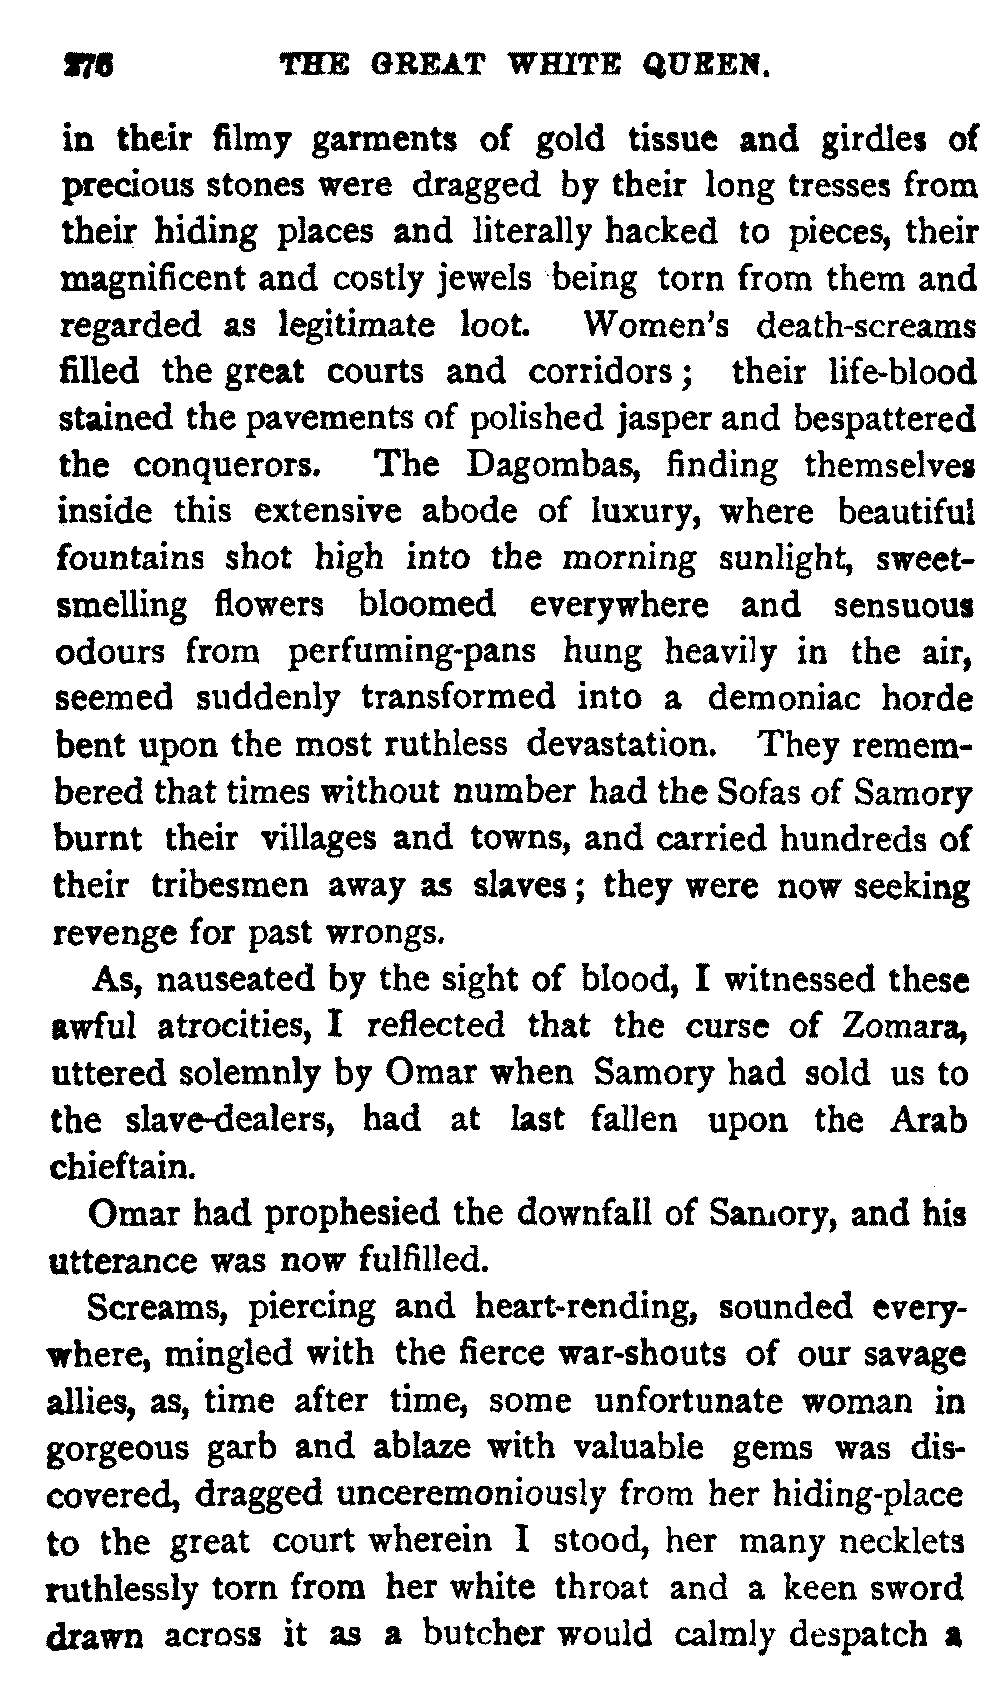 276 THE GREAT WHITE QUEEN.
in their filmy garments of gold tissue and girdles of
precious stones were dragged by their long tresses from
their hiding places and literally hacked to pieces, their
magnificent and costly jewels being torn from them and
regarded as legitimate loot. Women's death-screams
filled the great courts and corridors; their life-blood
stained the pavements of polished jasper and bespattered
the conquerors. The Dagombas, finding themselves
inside this extensive abode of luxury, where beautiful
fountains shot high into the morning sunlight, sweet-
smelling flowers bloomed everywhere and sensuous
odours from perfuming-pans hung heavily in the air,
seemed suddenly transformed into a demoniac horde
bent upon the most ruthless devastation. They remem-
bered that times without number had the Sofas of Samory
burnt their villages and towns, and carried hundreds of
their tribesmen away as slaves; they were now seeking
revenge for past wrongs.
As, nauseated by the sight of blood, I witnessed these
awful atrocities, I reflected that the curse of Zomara,
uttered solemnly by Omar when Samory had sold us to
the slave-dealers, had at last fallen upon the Arab
chieftain.
Omar had prophesied the downfall of Samory, and his
utterance was now fulfilled.
Screams, piercing and heart-rending, sounded every-
where, mingled with the fierce war-shouts of our savage
allies, as, time after time, some unfortunate woman in
gorgeous garb and ablaze with valuable gems was dis-
covered, dragged unceremoniously from her hiding-place
to the great court wherein I stood, her many necklets
ruthlessly torn from her white throat and a keen sword
drawn across it as a butcher would calmly despatch a